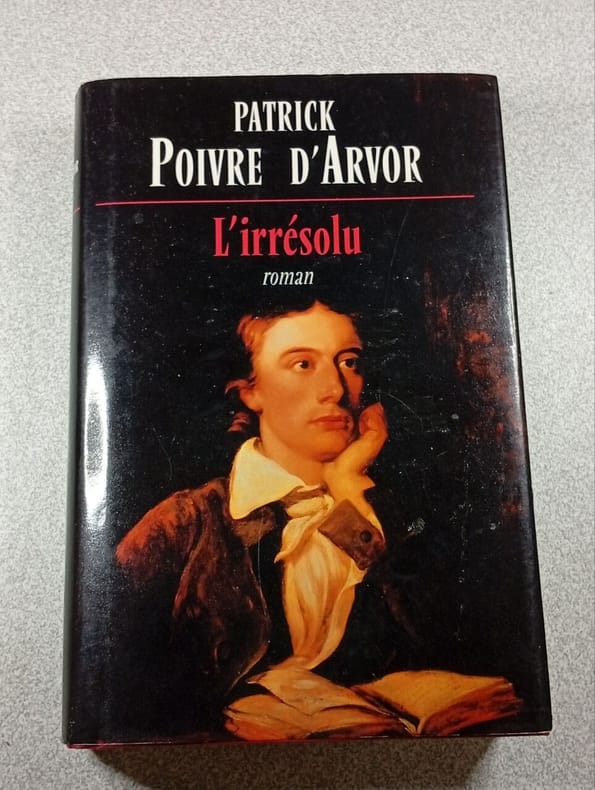 PATRICK
POIVRE D'ARVOR
L'irrésolu
roman